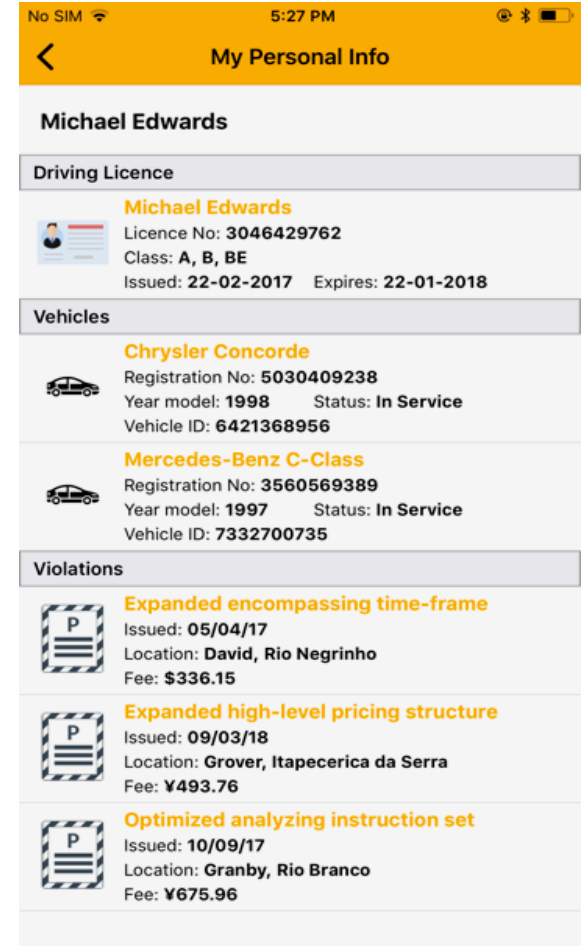 No SIM 5:27 PM
My Personal Info
Michael Edwards
Driving Licence
Michael Edwards
Licence No: 3046429762
Class: A, B, BE
Issued: 22-02-2017 Expires: 22-01-2018
Vehicles
Chrysler Concorde
Registration No: 5030409238
Year model: 1998 Status: In Service
Vehicle ID: 6421368956
Mercedes-Benz C-Class
Registration No: 3560569389
Year model: 1997 Status: In Service
Vehicle ID: 7332700735
Violations
P
Expanded encompassing time-frame
Issued: 05/04/17
Location: David, Rio Negrinho
Fee: $336.15
P
Expanded high-level pricing structure
Issued: 09/03/18
Location: Grover, Itapecerica da Serra
Fee: ¥493.76
P
Optimized analyzing instruction set
Issued: 10/09/17
Location: Granby, Rio Branco
Fee: ¥675.96